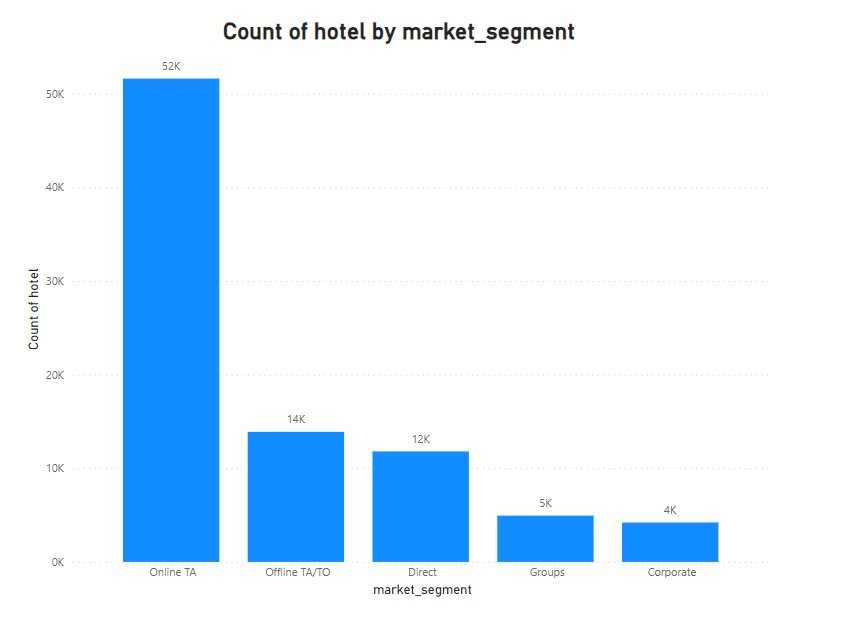 Count of hotel by market_segment
52K
50K
40K
30K
Count of hotel
20K
14K
12K
10K
5K
4K
0K
Online TA
Offline TA/TO
Direct
Groups
Corporate
market_segment